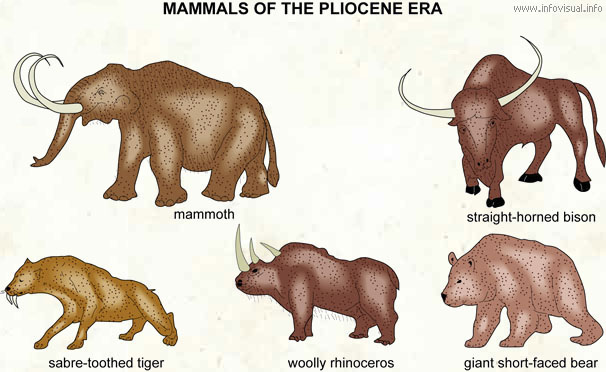 MAMMALS OF THE PLIOCENE ERA
www.infovisual.info
mammoth
straight-horned bison
sabre-toothed tiger
woolly rhinoceros
giant short-faced bear